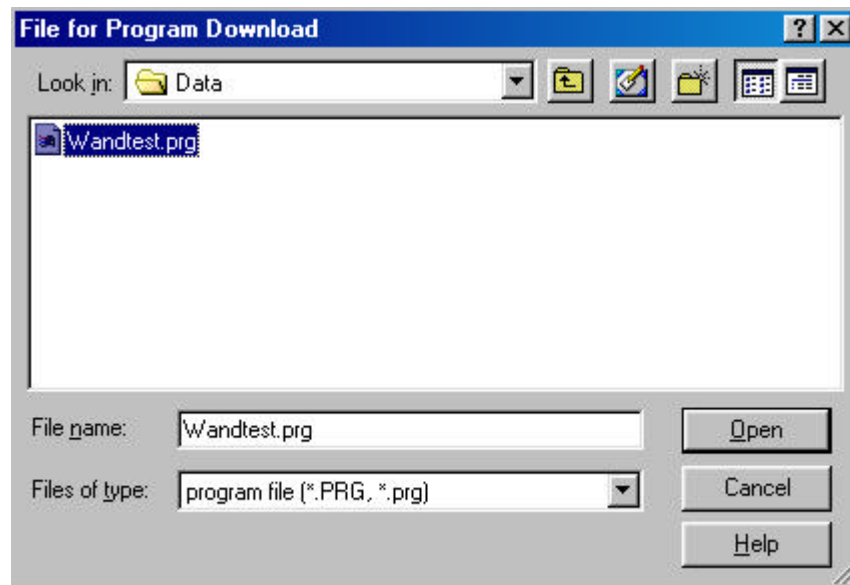 File for Program Download
Look in: Data
Wandtest.prg
File name: Wandtest.prg Open
Files of type: program file (*.PRG, *.prg) Cancel
Help